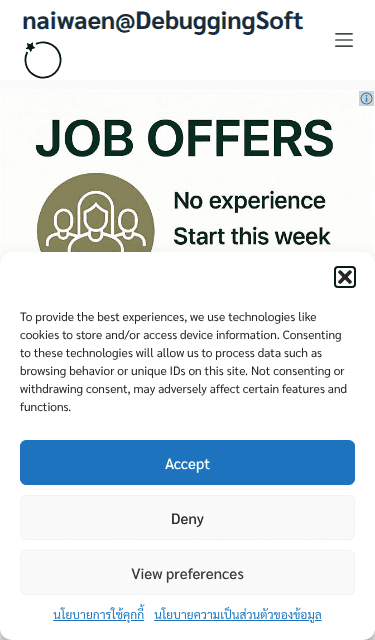 naiwaen@DebuggingSoft
JOB OFFERS
No experience
Start this week
To provide the best experiences, we use technologies like
cookies to store and/or access device information. Consenting
to these technologies will allow us to process data such as
browsing behavior or unique IDs on this site. Not consenting or
withdrawing consent, may adversely affect certain features and
functions.
Accept
Deny
View preferences
นโยบายการใช้คุกกี้ นโยบายความเป็นส่วนตัวของข้อมูล